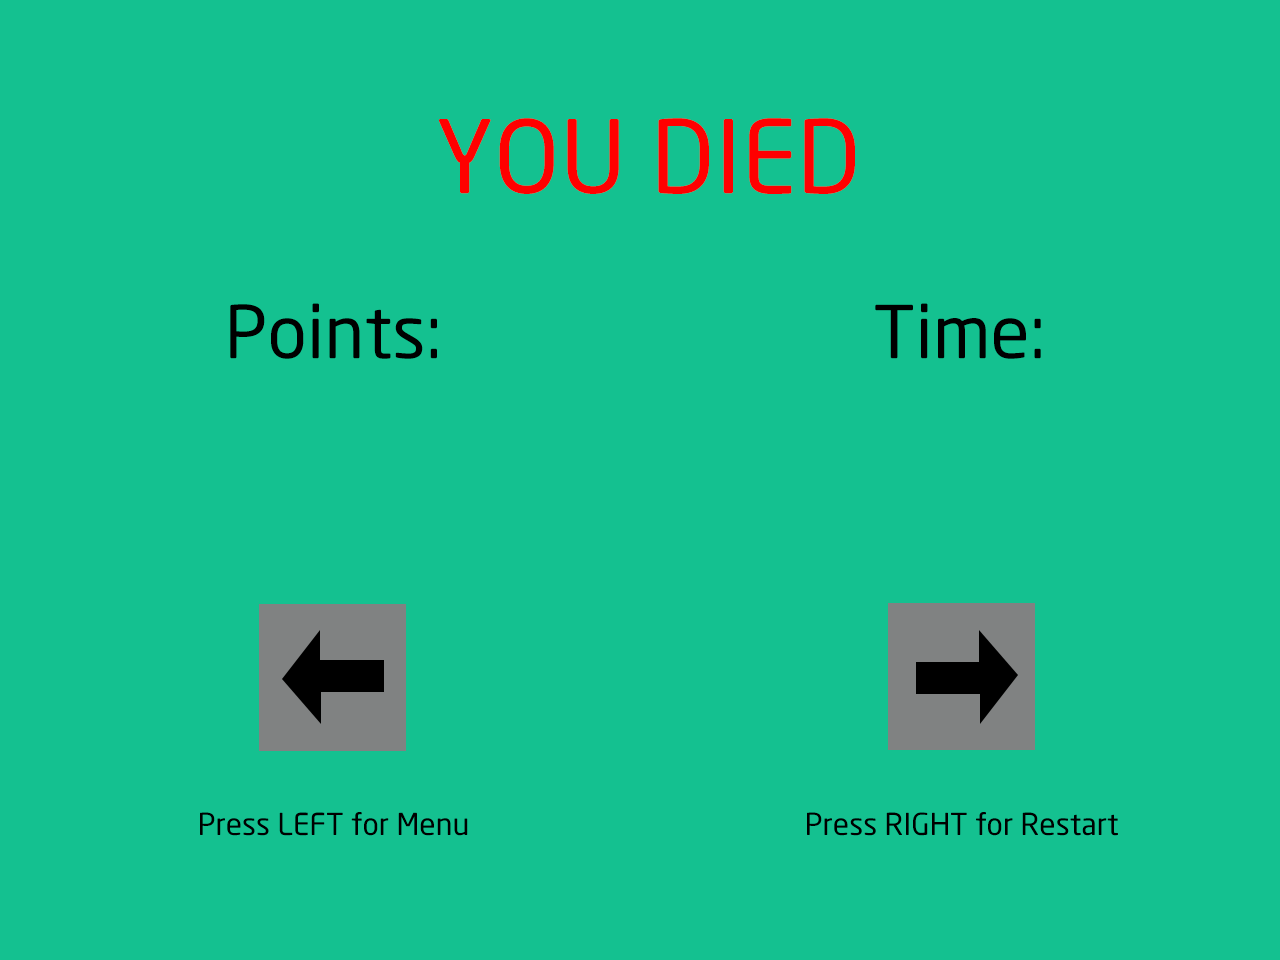 YOU DIED
Points:
Time:
Press LEFT for Menu
Press RIGHT for Restart